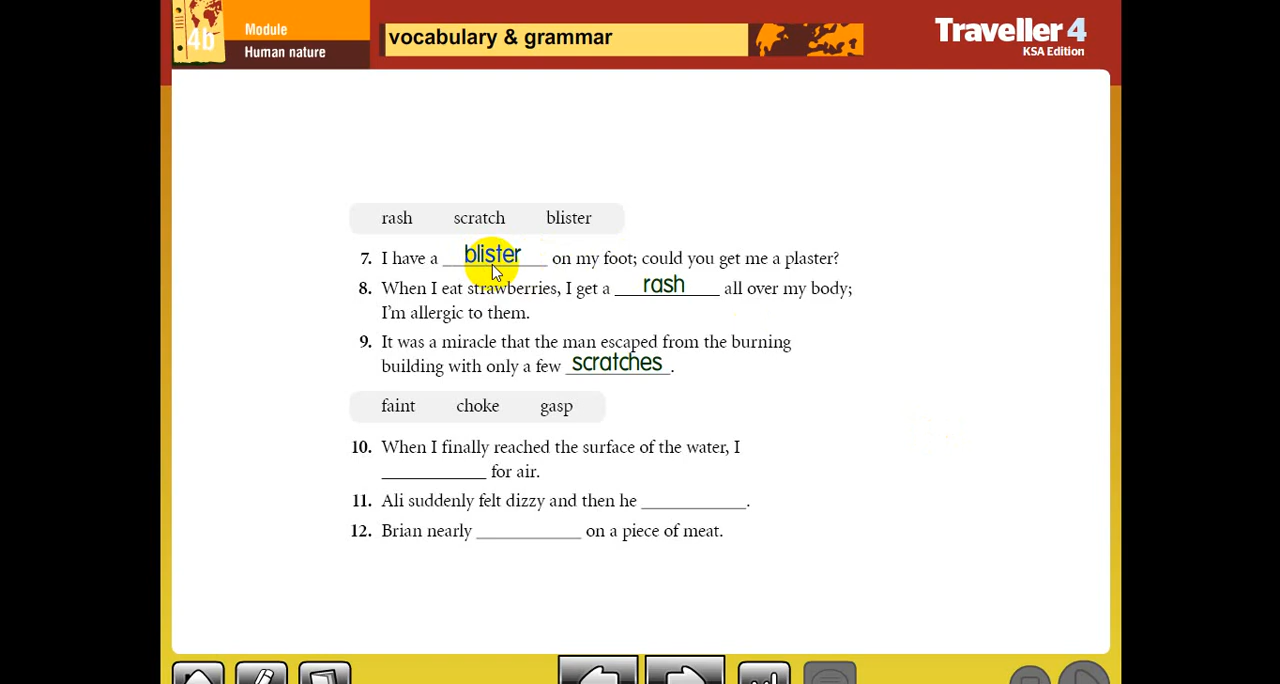 4b
Module
Human nature
vocabulary & grammar
Traveller 4
KSA Edition
rash scratch blister
7. I have a blister on my foot; could you get me a plaster?
8. When I eat strawberries, I get a rash all over my body;
I'm allergic to them.
9. It was a miracle that the man escaped from the burning
building with only a few scratches.
faint choke gasp
10. When I finally reached the surface of the water, I
____________ for air.
11. Ali suddenly felt dizzy and then he ____________.
12. Brian nearly ____________ on a piece of meat.